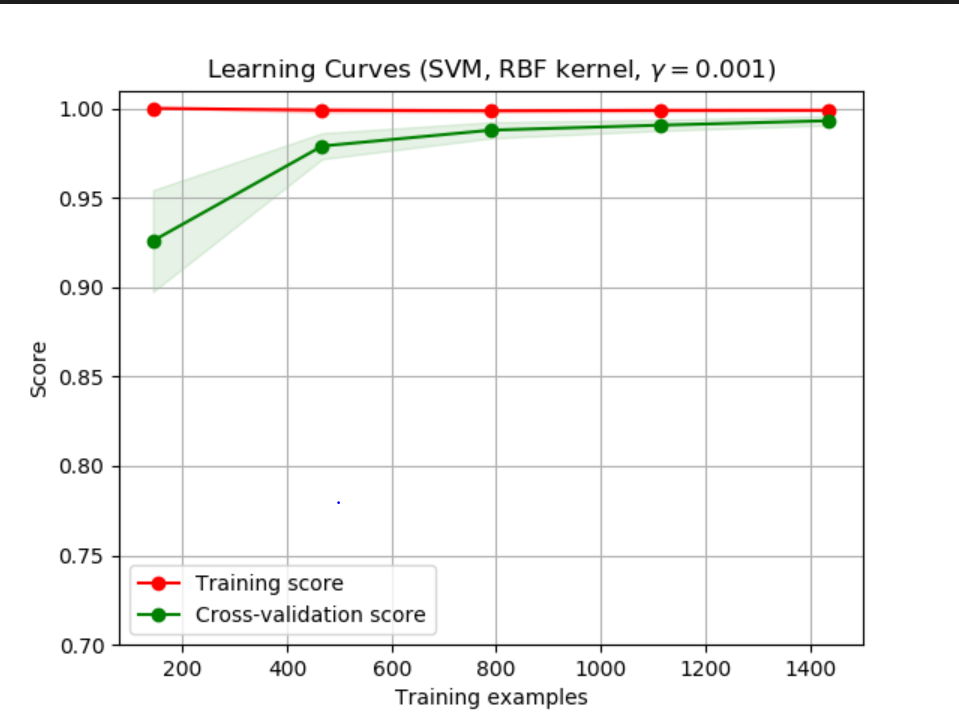 Learning Curves (SVM, RBF kernel, γ = 0.001)
1.00
0.95
0.90
0.85
0.80
0.75
0.70
Score
Training score
Cross-validation score
200 400 600 800 1000 1200 1400
Training examples